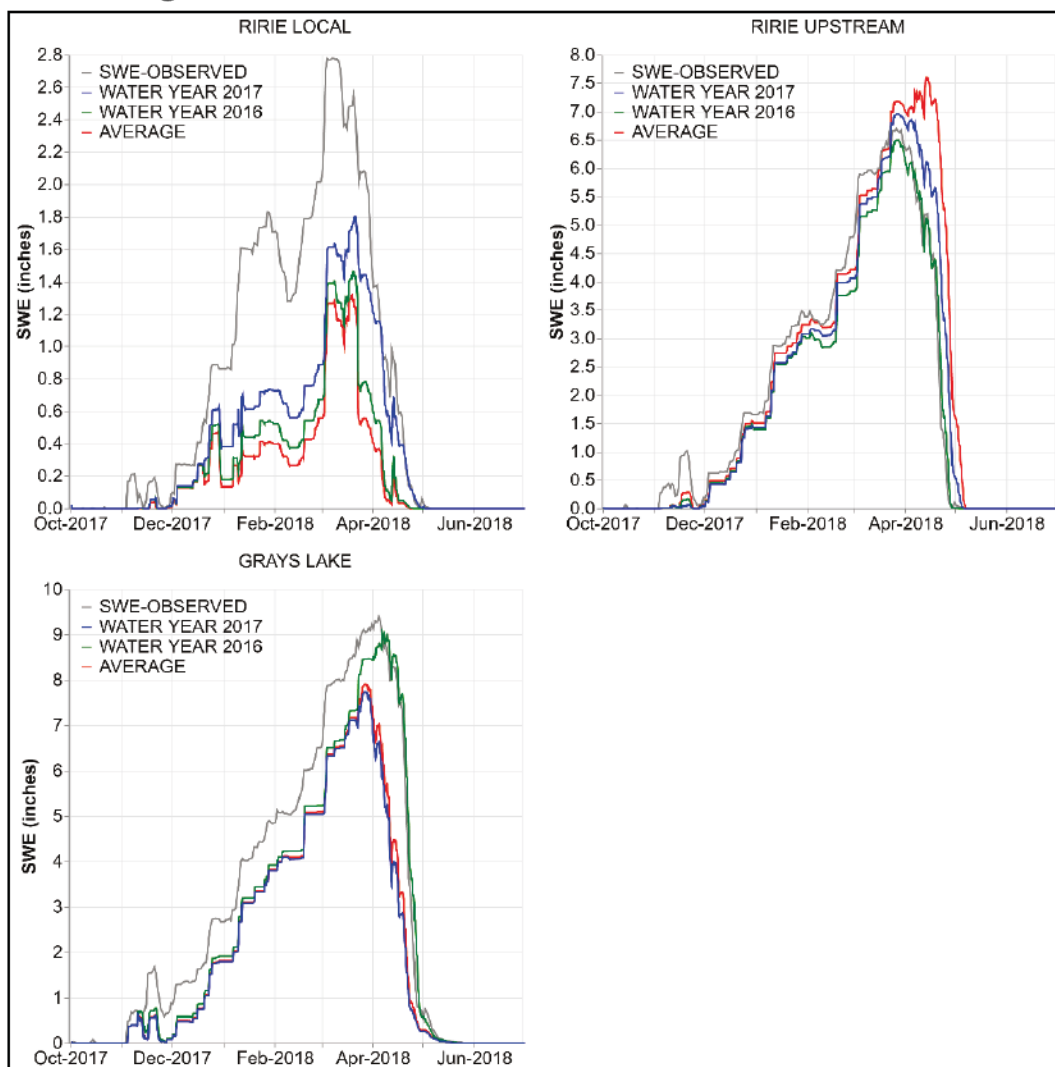 RIRIE LOCAL
2.8
2.6
2.4
2.2
2.0
1.8
1.6
1.4
1.2
1.0
0.8
0.6
0.4
0.2
0.0
SWE (inches)
SWE-OBSERVED
WATER YEAR 2017
WATER YEAR 2016
AVERAGE
Oct-2017 Dec-2017 Feb-2018 Apr-2018 Jun-2018
RIRIE UPSTREAM
8.0
7.5
7.0
6.5
6.0
5.5
5.0
4.5
4.0
3.5
3.0
2.5
2.0
1.5
1.0
0.5
0.0
SWE (inches)
SWE-OBSERVED
WATER YEAR 2017
WATER YEAR 2016
AVERAGE
Oct-2017 Dec-2017 Feb-2018 Apr-2018 Jun-2018
GRAYS LAKE
10
9
8
7
6
5
4
3
2
1
0
SWE (inches)
SWE-OBSERVED
WATER YEAR 2017
WATER YEAR 2016
AVERAGE
Oct-2017 Dec-2017 Feb-2018 Apr-2018 Jun-2018